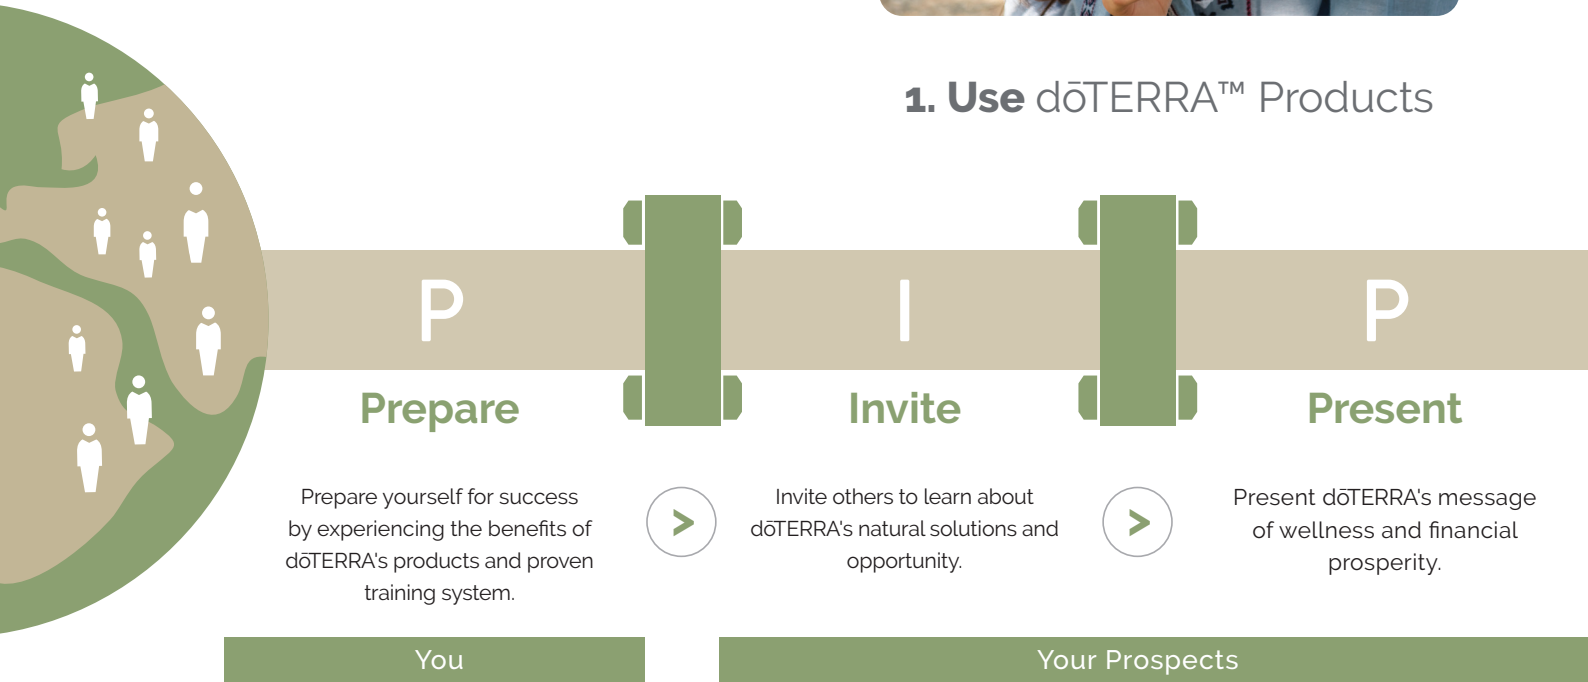 1. Use dōTERRA™ Products
P
I
P
Prepare
Invite
Present
Prepare yourself for success
by experiencing the benefits of
dōTERRA's products and proven
training system.
>
Invite others to learn about
dōTERRA's natural solutions and
opportunity.
>
Present dōTERRA's message
of wellness and financial
prosperity.
You
Your Prospects